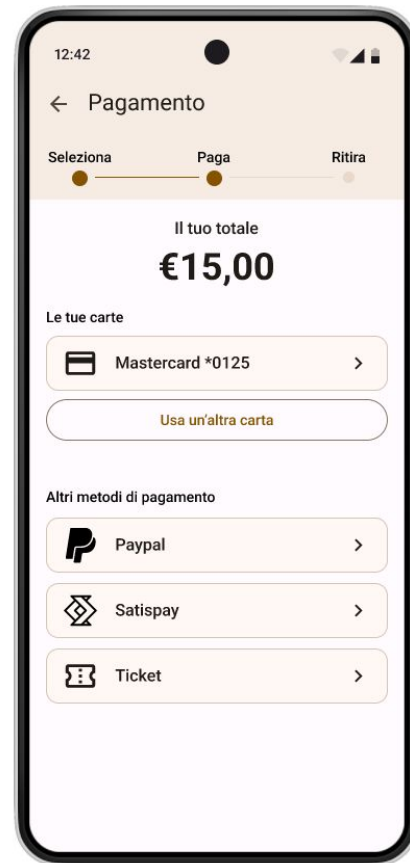 12:42
Pagamento
Seleziona Paga Ritira
Il tuo totale
€15,00
Le tue carte
Mastercard *0125
Usa un'altra carta
Altri metodi di pagamento
Paypal
Satispay
Ticket